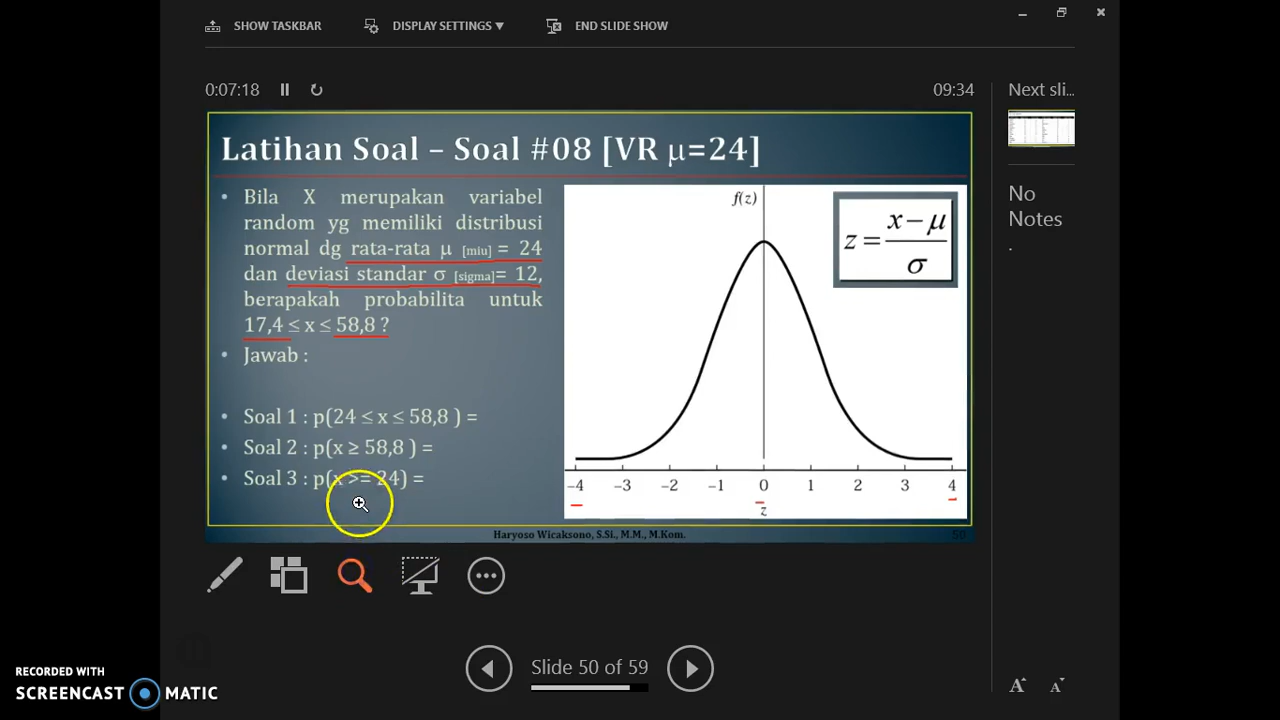 SHOW TASKBAR
DISPLAY SETTINGS ▼
END SLIDE SHOW
0:07:18
09:34
Next sli...
Latihan Soal – Soal #08 [VR μ=24]
• Bila X merupakan variabel
random yg memiliki distribusi
normal dg rata-rata μ [miu] = 24
dan deviasi standar σ [sigma]= 12,
berapakah probabilita untuk
17,4 ≤ x ≤ 58,8 ?
• Jawab :
• Soal 1 : p(24 ≤ x ≤ 58,8 ) =
• Soal 2 : p(x ≥ 58,8 ) =
• Soal 3 : p(x >= 24) =
f(z)
z = (x − μ) / σ
−4 −3 −2 −1 0 1 2 3 4
z
Haryoso Wicaksono, S.Si., M.M., M.Kom.
50
No
Notes
.
Slide 50 of 59
RECORDED WITH
SCREENCAST MATIC
A A